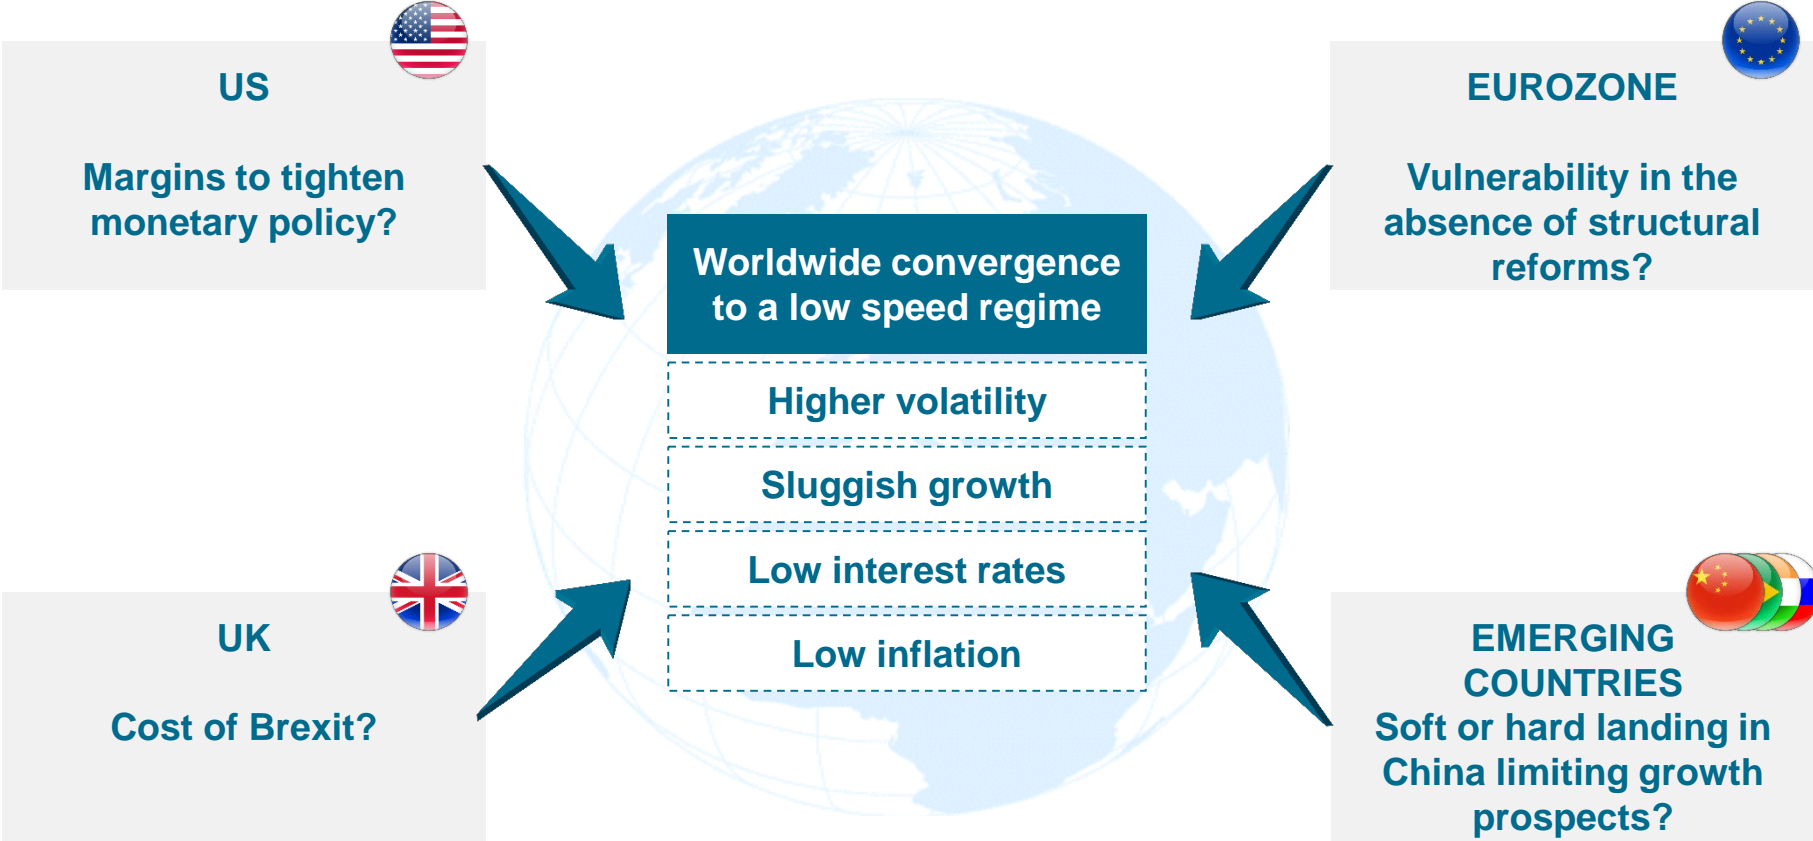 US
Margins to tighten
monetary policy?
EUROZONE
Vulnerability in the
absence of structural
reforms?
Worldwide convergence
to a low speed regime
Higher volatility
Sluggish growth
Low interest rates
Low inflation
UK
Cost of Brexit?
EMERGING
COUNTRIES
Soft or hard landing in
China limiting growth
prospects?